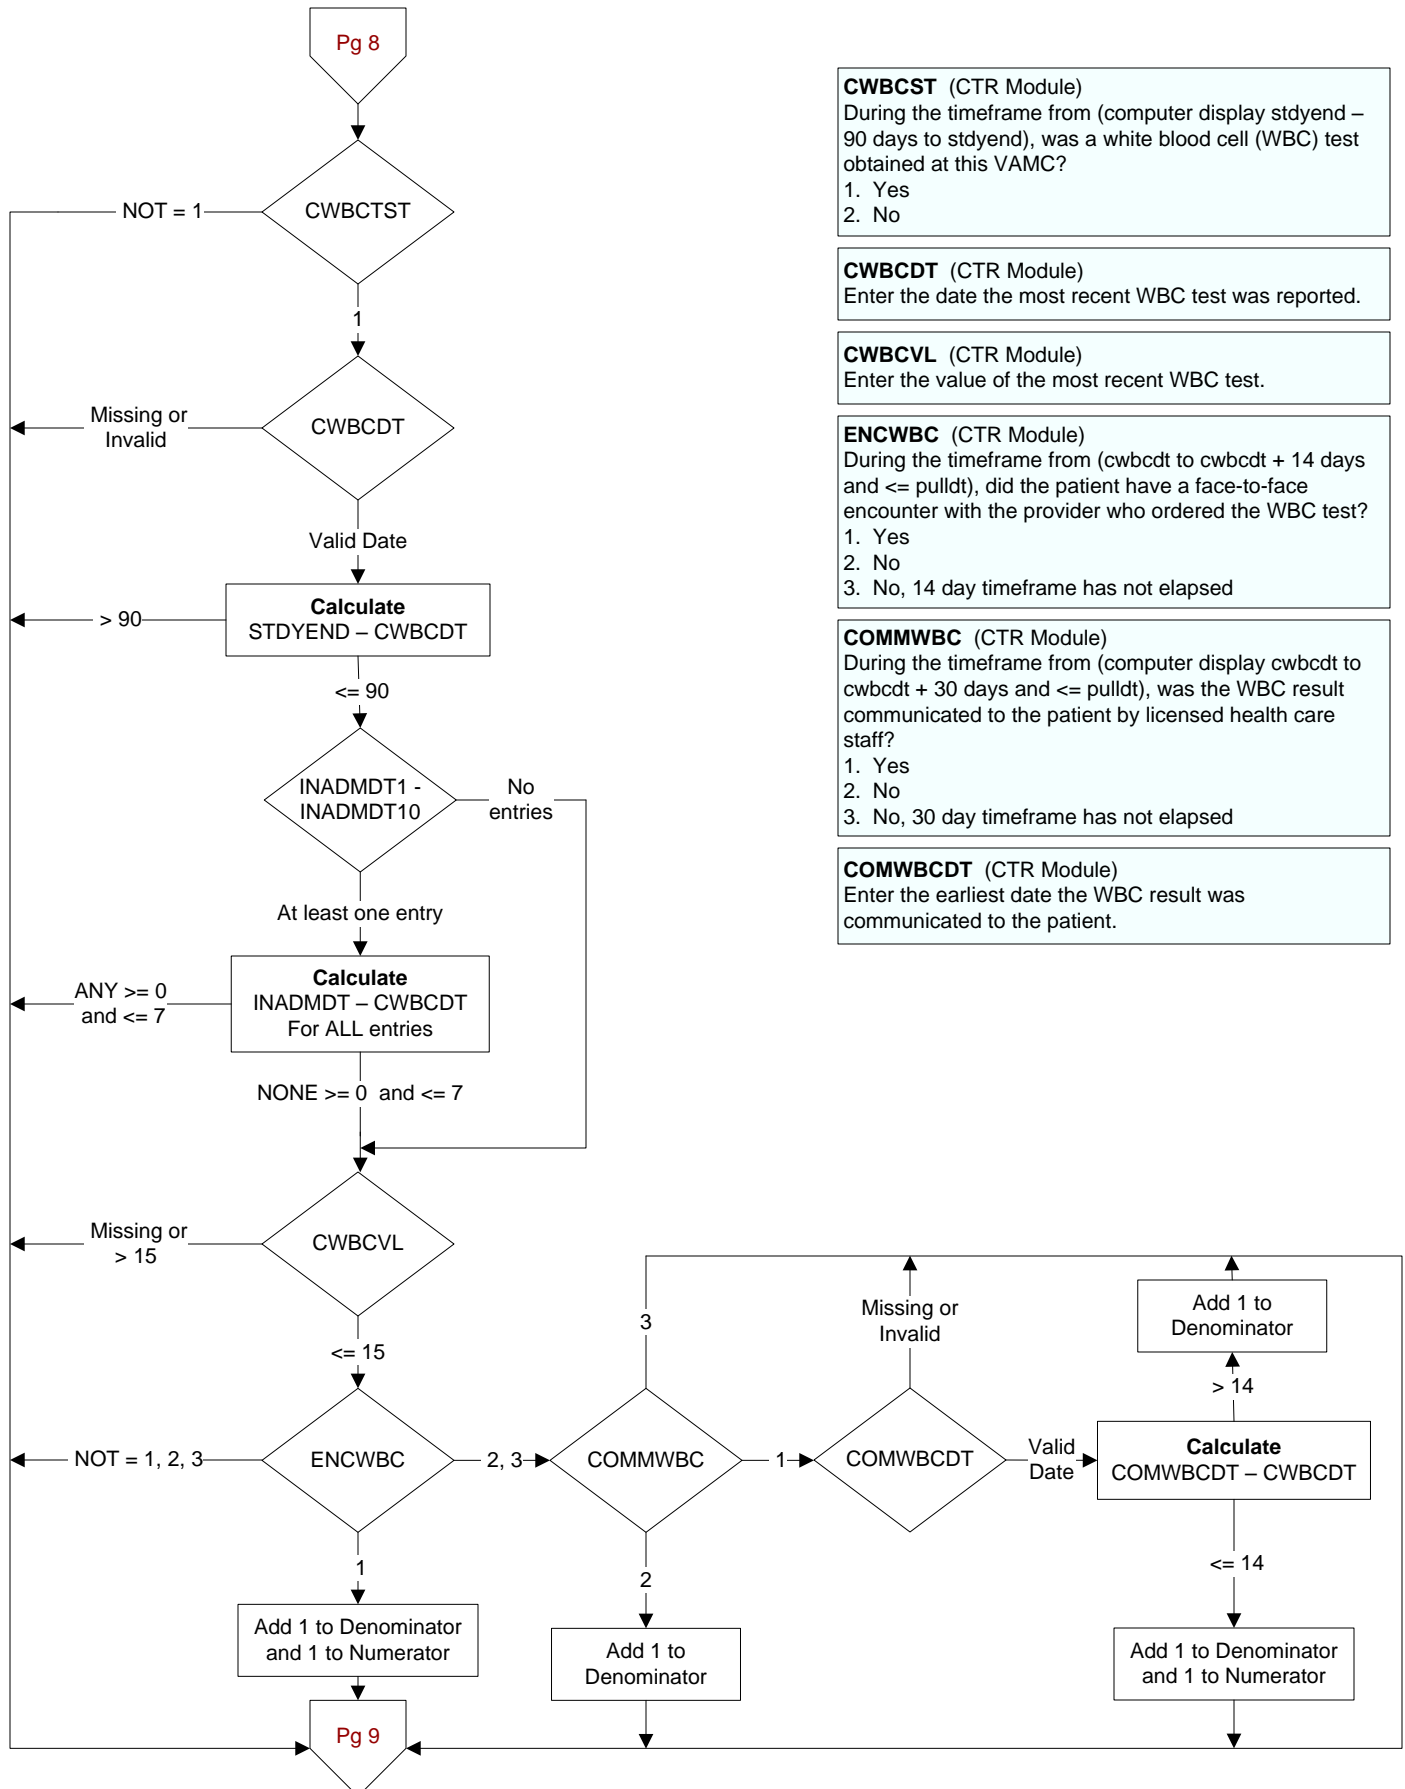 Pg 8
CWBCST (CTR Module)
During the timeframe from (computer display stdyend –
90 days to stdyend), was a white blood cell (WBC) test
obtained at this VAMC?
1. Yes
2. No
CWBCDT (CTR Module)
Enter the date the most recent WBC test was reported.
CWBCVL (CTR Module)
Enter the value of the most recent WBC test.
ENCWBC (CTR Module)
During the timeframe from (cwbcdt to cwbcdt + 14 days
and <= pulldt), did the patient have a face-to-face
encounter with the provider who ordered the WBC test?
1. Yes
2. No
3. No, 14 day timeframe has not elapsed
COMMWBC (CTR Module)
During the timeframe from (computer display cwbcdt to
cwbcdt + 30 days and <= pulldt), was the WBC result
communicated to the patient by licensed health care
staff?
1. Yes
2. No
3. No, 30 day timeframe has not elapsed
COMWBCDT (CTR Module)
Enter the earliest date the WBC result was
communicated to the patient.
NOT = 1
CWBCTST
1
Missing or
Invalid
CWBCDT
Valid Date
> 90
Calculate
STDYEND – CWBCDT
<= 90
INADMDT1 -
INADMDT10
No
entries
At least one entry
ANY >= 0
and <= 7
Calculate
INADMDT – CWBCDT
For ALL entries
NONE >= 0 and <= 7
Missing or
> 15
CWBCVL
<= 15
NOT = 1, 2, 3
ENCWBC
2, 3
COMMWBC
3
1
Missing or
Invalid
COMWBCDT
Valid
Date
Add 1 to
Denominator
> 14
Calculate
COMWBCDT – CWBCDT
<= 14
1
2
Add 1 to Denominator
and 1 to Numerator
Add 1 to
Denominator
Add 1 to Denominator
and 1 to Numerator
Pg 9